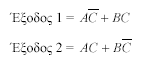 Έξοδος 1 = AC̅ + BC
Έξοδος 2 = AC + BC̅